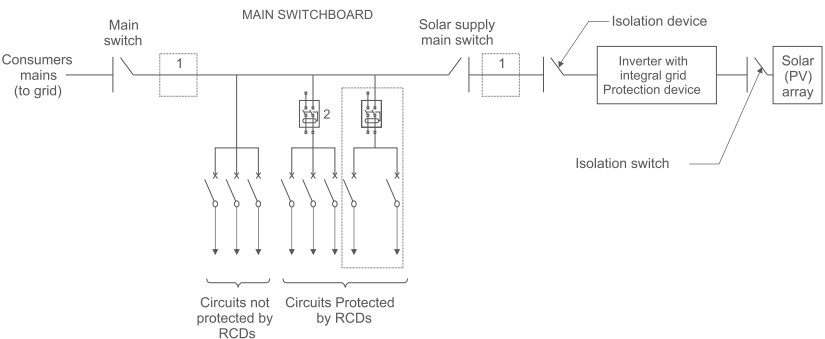 MAIN SWITCHBOARD
Main
switch
Solar supply
main switch
Isolation device
Consumers
mains
(to grid)
1
1
Inverter with
integral grid
Protection device
Solar
(PV)
array
2
Isolation switch
Circuits not
protected by
RCDs
Circuits Protected
by RCDs